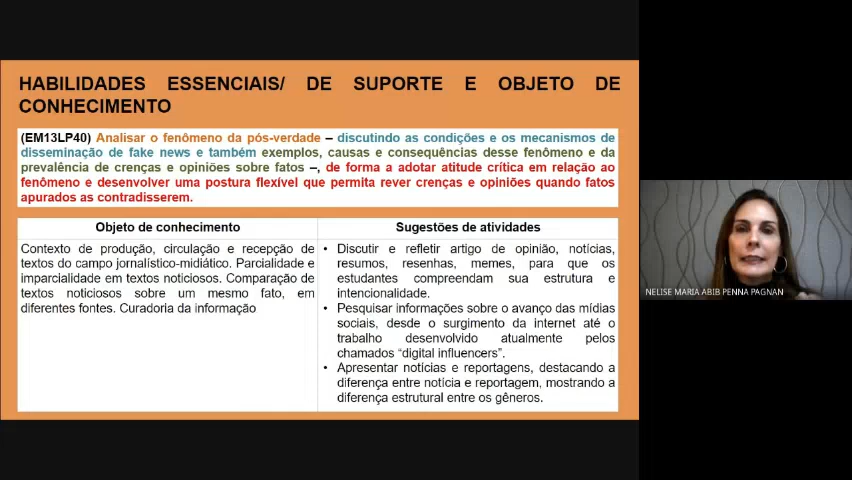 HABILIDADES ESSENCIAIS/ DE SUPORTE E OBJETO DE
CONHECIMENTO
(EM13LP40) Analisar o fenômeno da pós-verdade – discutindo as condições e os mecanismos de
disseminação de fake news e também exemplos, causas e consequências desse fenômeno e da
prevalência de crenças e opiniões sobre fatos –, de forma a adotar atitude crítica em relação ao
fenômeno e desenvolver uma postura flexível que permita rever crenças e opiniões quando fatos
apurados as contradisserem.
Objeto de conhecimento
Contexto de produção, circulação e recepção de
textos do campo jornalístico-midiático. Parcialidade e
imparcialidade em textos noticiosos. Comparação de
textos noticiosos sobre um mesmo fato, em
diferentes fontes. Curadoria da informação
Sugestões de atividades
• Discutir e refletir artigo de opinião, notícias,
resumos, resenhas, memes, para que os
estudantes compreendam sua estrutura e
intencionalidade.
• Pesquisar informações sobre o avanço das mídias
sociais, desde o surgimento da internet até o
trabalho desenvolvido atualmente pelos
chamados “digital influencers”.
• Apresentar notícias e reportagens, destacando a
diferença entre notícia e reportagem, mostrando a
diferença estrutural entre os gêneros.
NELISE MARIA ABIB PENNA PAGNAN